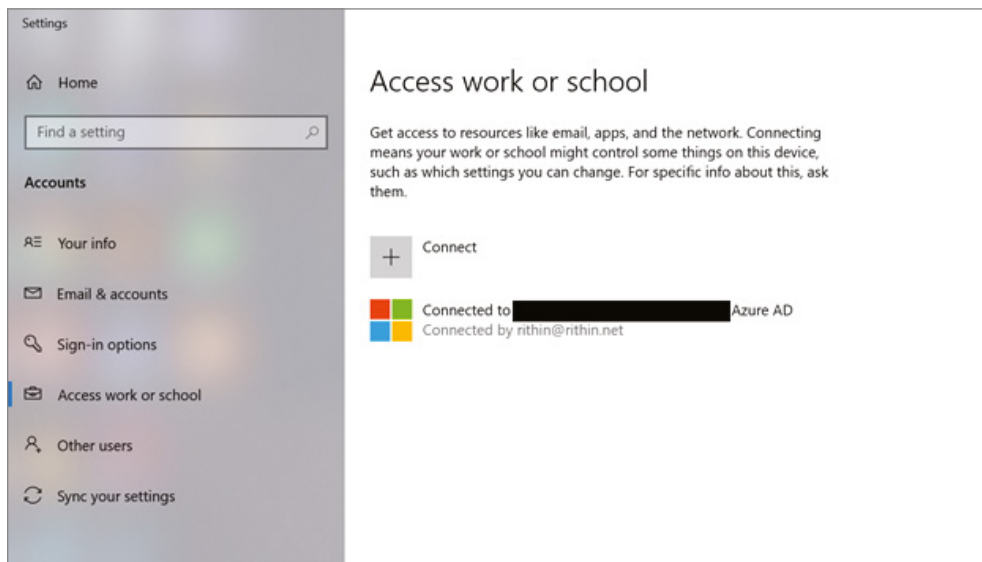 Settings
Home
Find a setting
Accounts
Your info
Email & accounts
Sign-in options
Access work or school
Other users
Sync your settings
Access work or school
Get access to resources like email, apps, and the network. Connecting
means your work or school might control some things on this device,
such as which settings you can change. For specific info about this, ask
them.
Connect
Connected to Azure AD
Connected by rithin@rithin.net